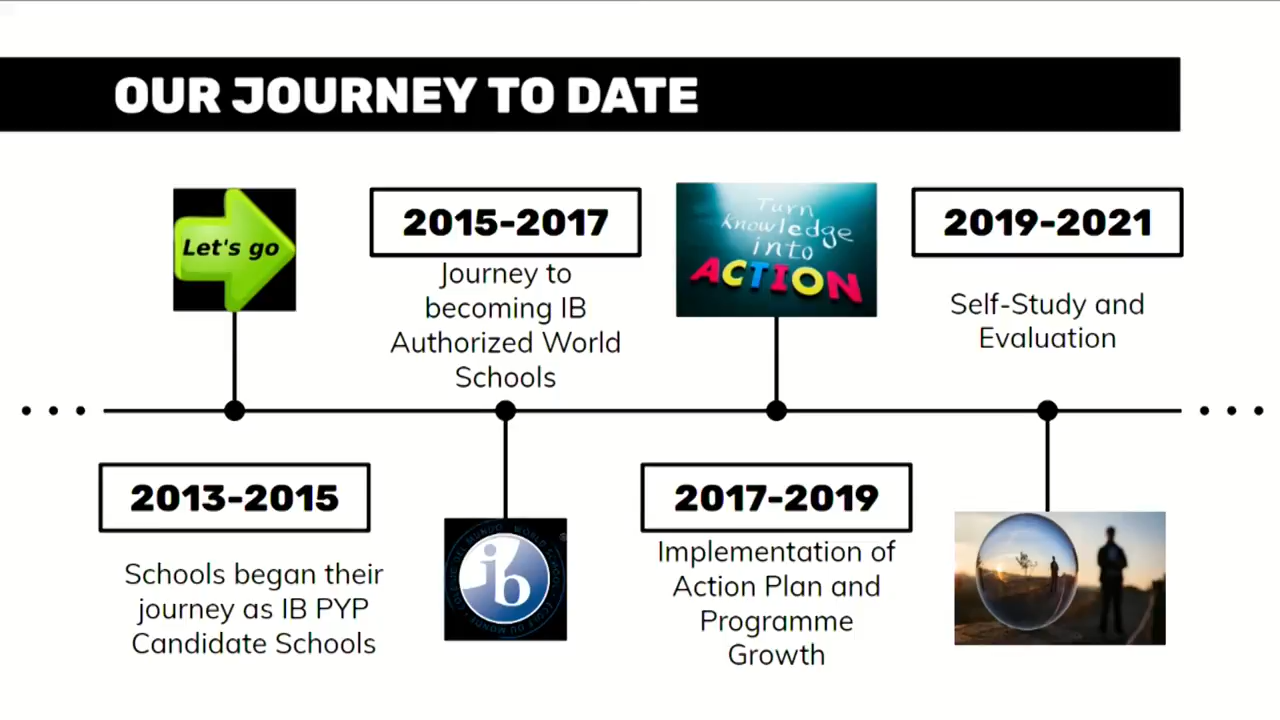 OUR JOURNEY TO DATE
Let's go
2015-2017
Journey to
becoming IB
Authorized World
Schools
Turn
knowledge
into
ACTION
2019-2021
Self-Study and
Evaluation
2013-2015
Schools began their
journey as IB PYP
Candidate Schools
ib
2017-2019
Implementation of
Action Plan and
Programme
Growth